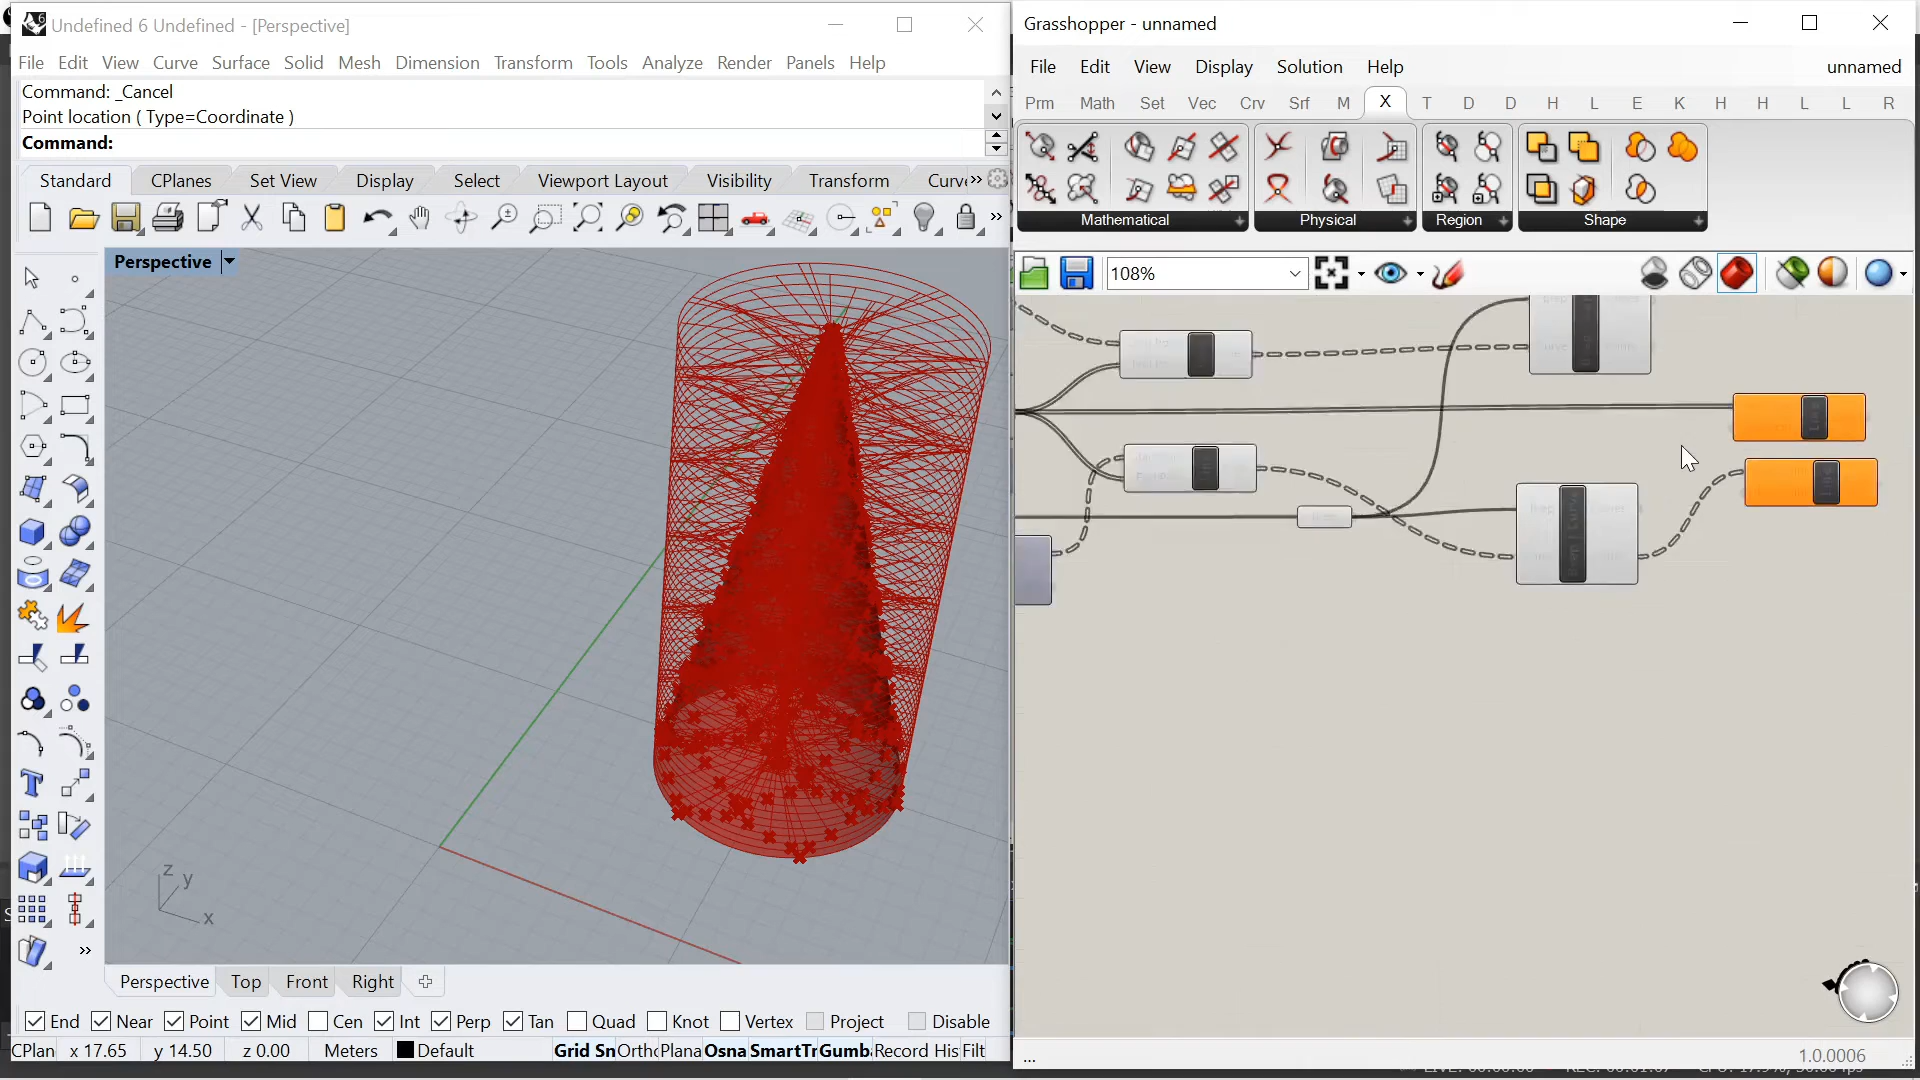 Undefined 6 Undefined - [Perspective]
File Edit View Curve Surface Solid Mesh Dimension Transform Tools Analyze Render Panels Help
Command: _Cancel
Point location ( Type=Coordinate )
Command:
Standard CPlanes Set View Display Select Viewport Layout Visibility Transform Curv
Perspective
z
y
x
Perspective Top Front Right
End Near Point Mid Cen Int Perp Tan Quad Knot Vertex Project Disable
CPlan x 17.65 y 14.50 z 0.00 Meters Default Grid Sn Ortho Plana Osna SmartTr Gumb Record His Filt
Grasshopper - unnamed
File Edit View Display Solution Help unnamed
Prm Math Set Vec Crv Srf M X T D D H L E K H H L L R
Mathematical Physical Region Shape
108%
... 1.0.0006